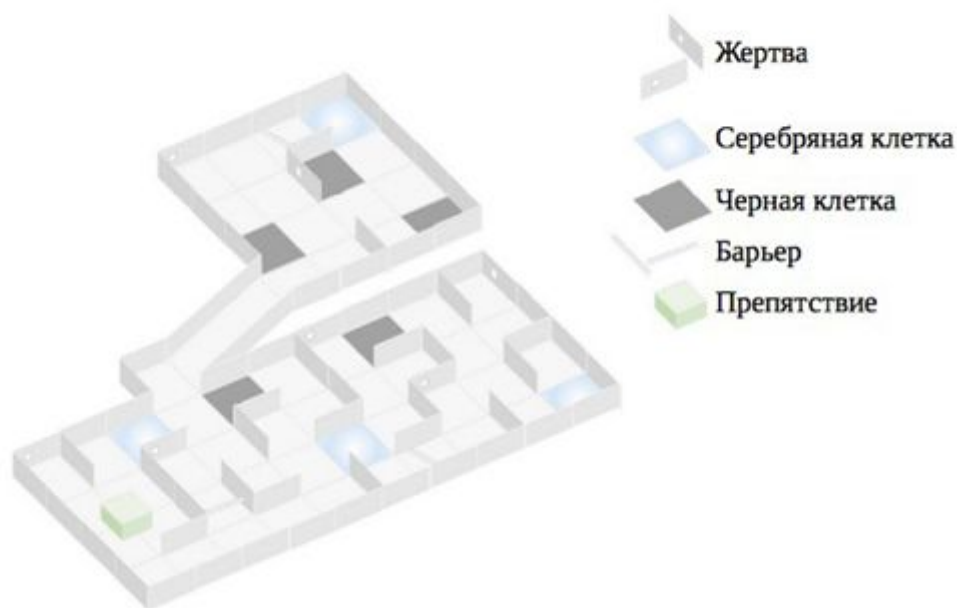 Жертва
Серебряная клетка
Черная клетка
Барьер
Препятствие